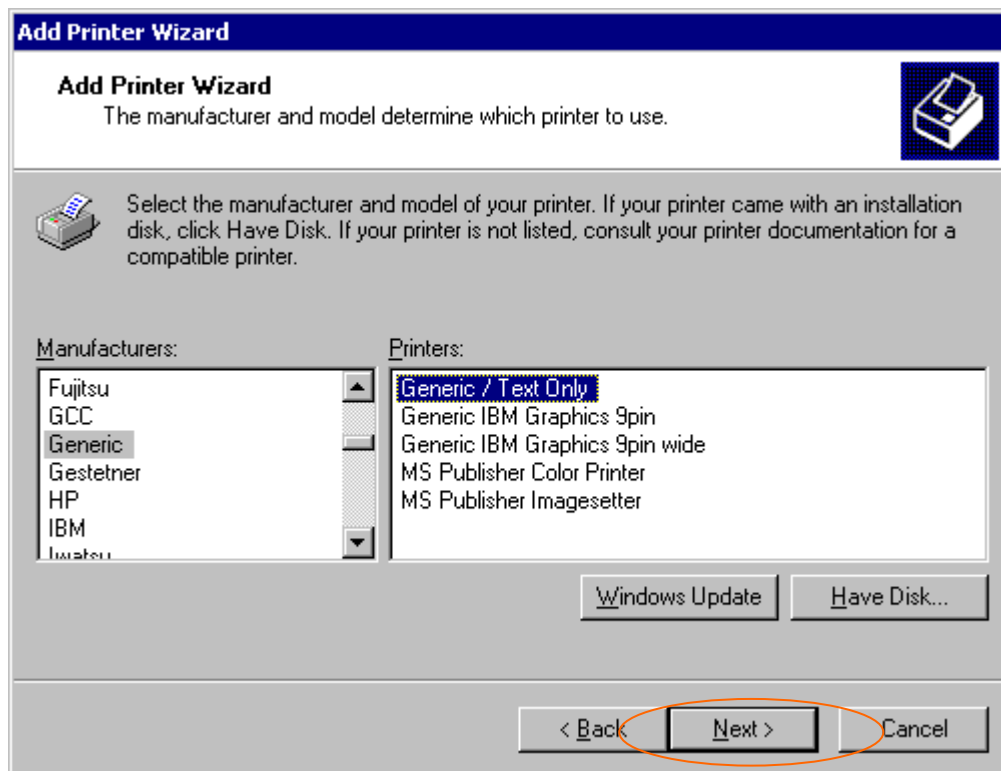 Add Printer Wizard
Add Printer Wizard
The manufacturer and model determine which printer to use.
Select the manufacturer and model of your printer. If your printer came with an installation
disk, click Have Disk. If your printer is not listed, consult your printer documentation for a
compatible printer.
Manufacturers:
Fujitsu
GCC
Generic
Gestetner
HP
IBM
Iwatsu
Printers:
Generic / Text Only
Generic IBM Graphics 9pin
Generic IBM Graphics 9pin wide
MS Publisher Color Printer
MS Publisher Imagesetter
Windows Update
Have Disk...
< Back
Next >
Cancel